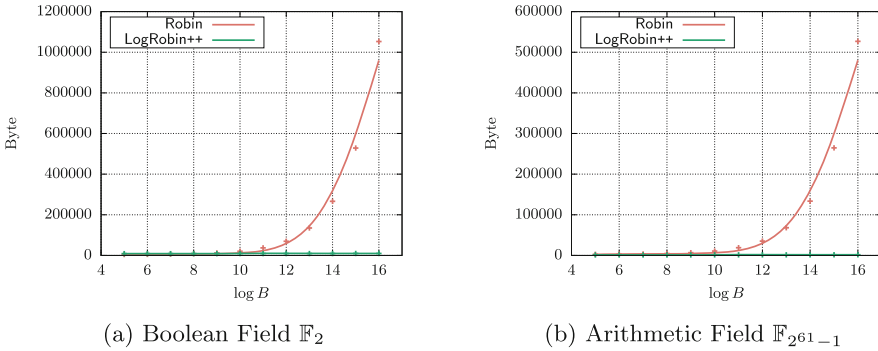 1200000
1000000
800000
600000
400000
200000
0
4
6
8
10
12
14
16
Byte
log B
Robin
LogRobin++
(a) Boolean Field 𝔽₂
600000
500000
400000
300000
200000
100000
0
4
6
8
10
12
14
16
Byte
log B
Robin
LogRobin++
(b) Arithmetic Field 𝔽₂⁶¹₋₁